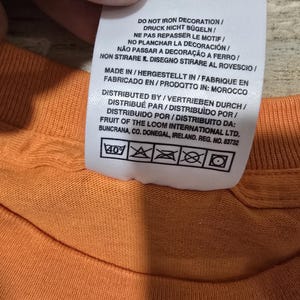 DO NOT IRON DECORATION /
DRUCK NICHT BÜGELN /
NE PAS REPASSER LE MOTIF /
NO PLANCHAR LA DECORACIÓN /
NÃO PASSAR A DECORAÇÃO A FERRO /
NON STIRARE IL DISEGNO STIRARE AL ROVESCIO /
MADE IN / HERGESTELLT IN / FABRIQUE EN
FABRICADO EN / PRODOTTO IN: MOROCCO
DISTRIBUTED BY / VERTRIEBEN DURCH /
DISTRIBUÉ PAR / DISTRIBUÍDO POR /
DISTRIBUIDO POR / DISTRIBUITO DA:
FRUIT OF THE LOOM INTERNATIONAL LTD.
BUNCRANA, CO. DONEGAL, IRELAND. REG. NO. 83732
40°